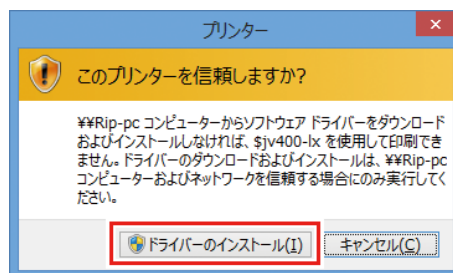 プリンター
このプリンターを信頼しますか?
¥¥Rip-pc コンピューターからソフトウェア ドライバーをダウンロード
およびインストールしなければ、$jv400-lx を使用して印刷でき
ません。ドライバーのダウンロードおよびインストールは、¥¥Rip-pc
コンピューターおよびネットワークを信頼する場合にのみ実行してく
ださい。
ドライバーのインストール(I) キャンセル(C)